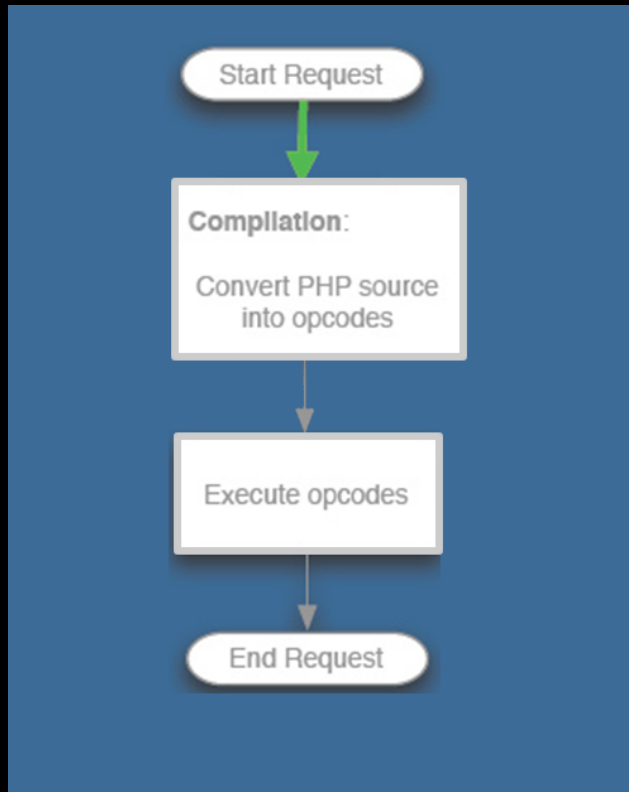 Start Request
Compilation:
Convert PHP source
into opcodes
Execute opcodes
End Request